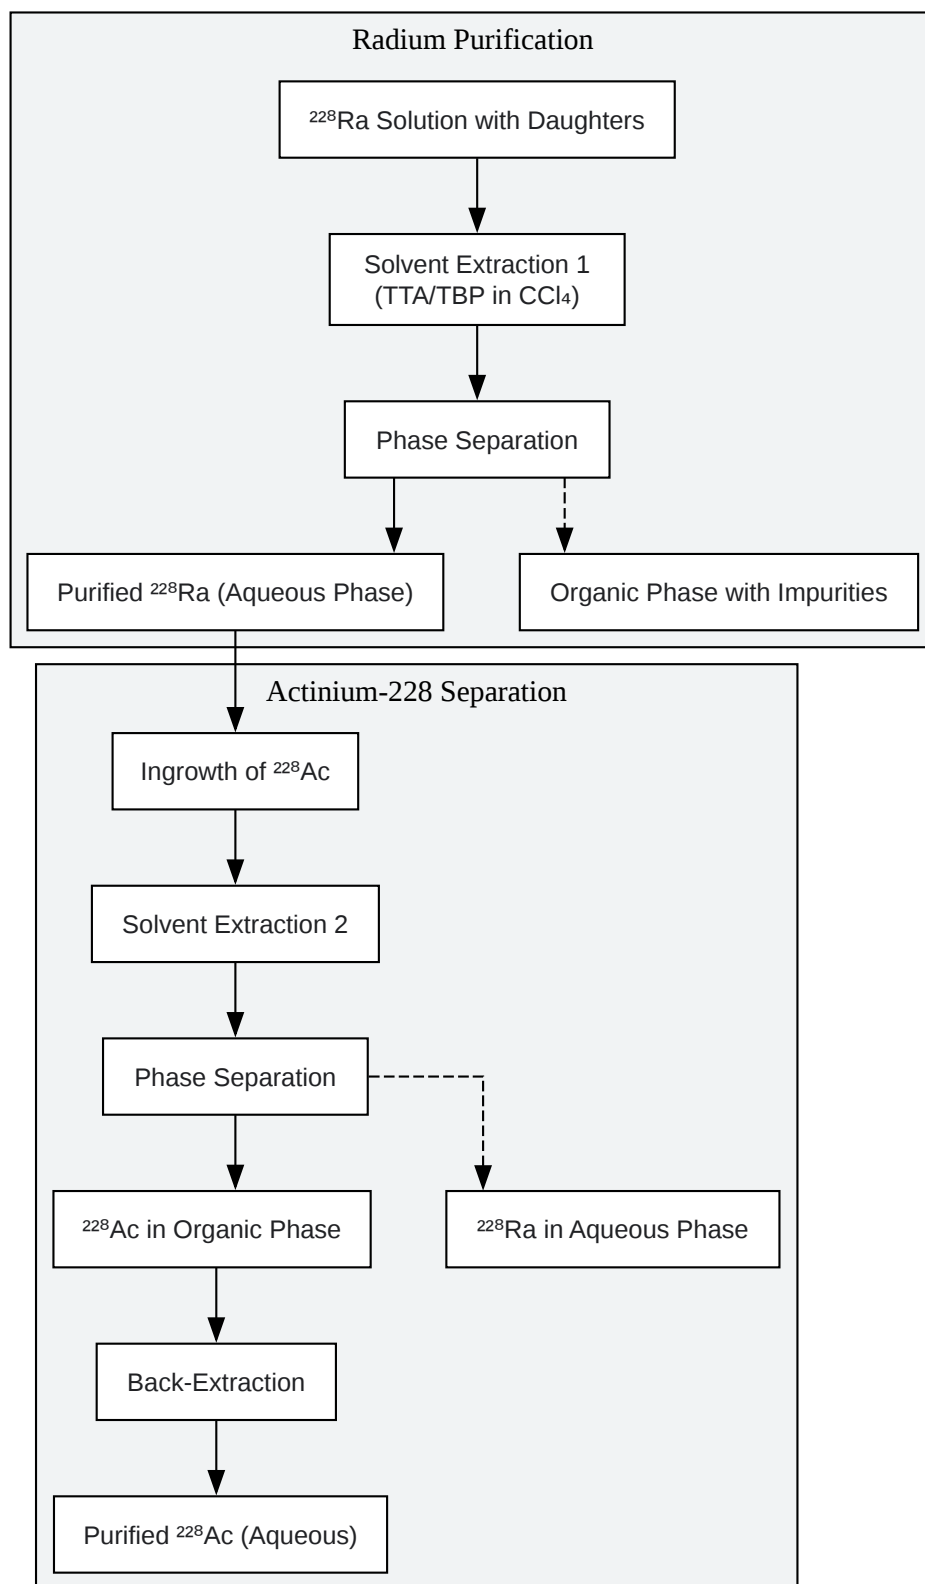 Radium Purification
²²⁸Ra Solution with Daughters
Solvent Extraction 1
(TTA/TBP in CCl₄)
Phase Separation
Purified ²²⁸Ra (Aqueous Phase)
Organic Phase with Impurities
Actinium-228 Separation
Ingrowth of ²²⁸Ac
Solvent Extraction 2
Phase Separation
²²⁸Ac in Organic Phase
²²⁸Ra in Aqueous Phase
Back-Extraction
Purified ²²⁸Ac (Aqueous)